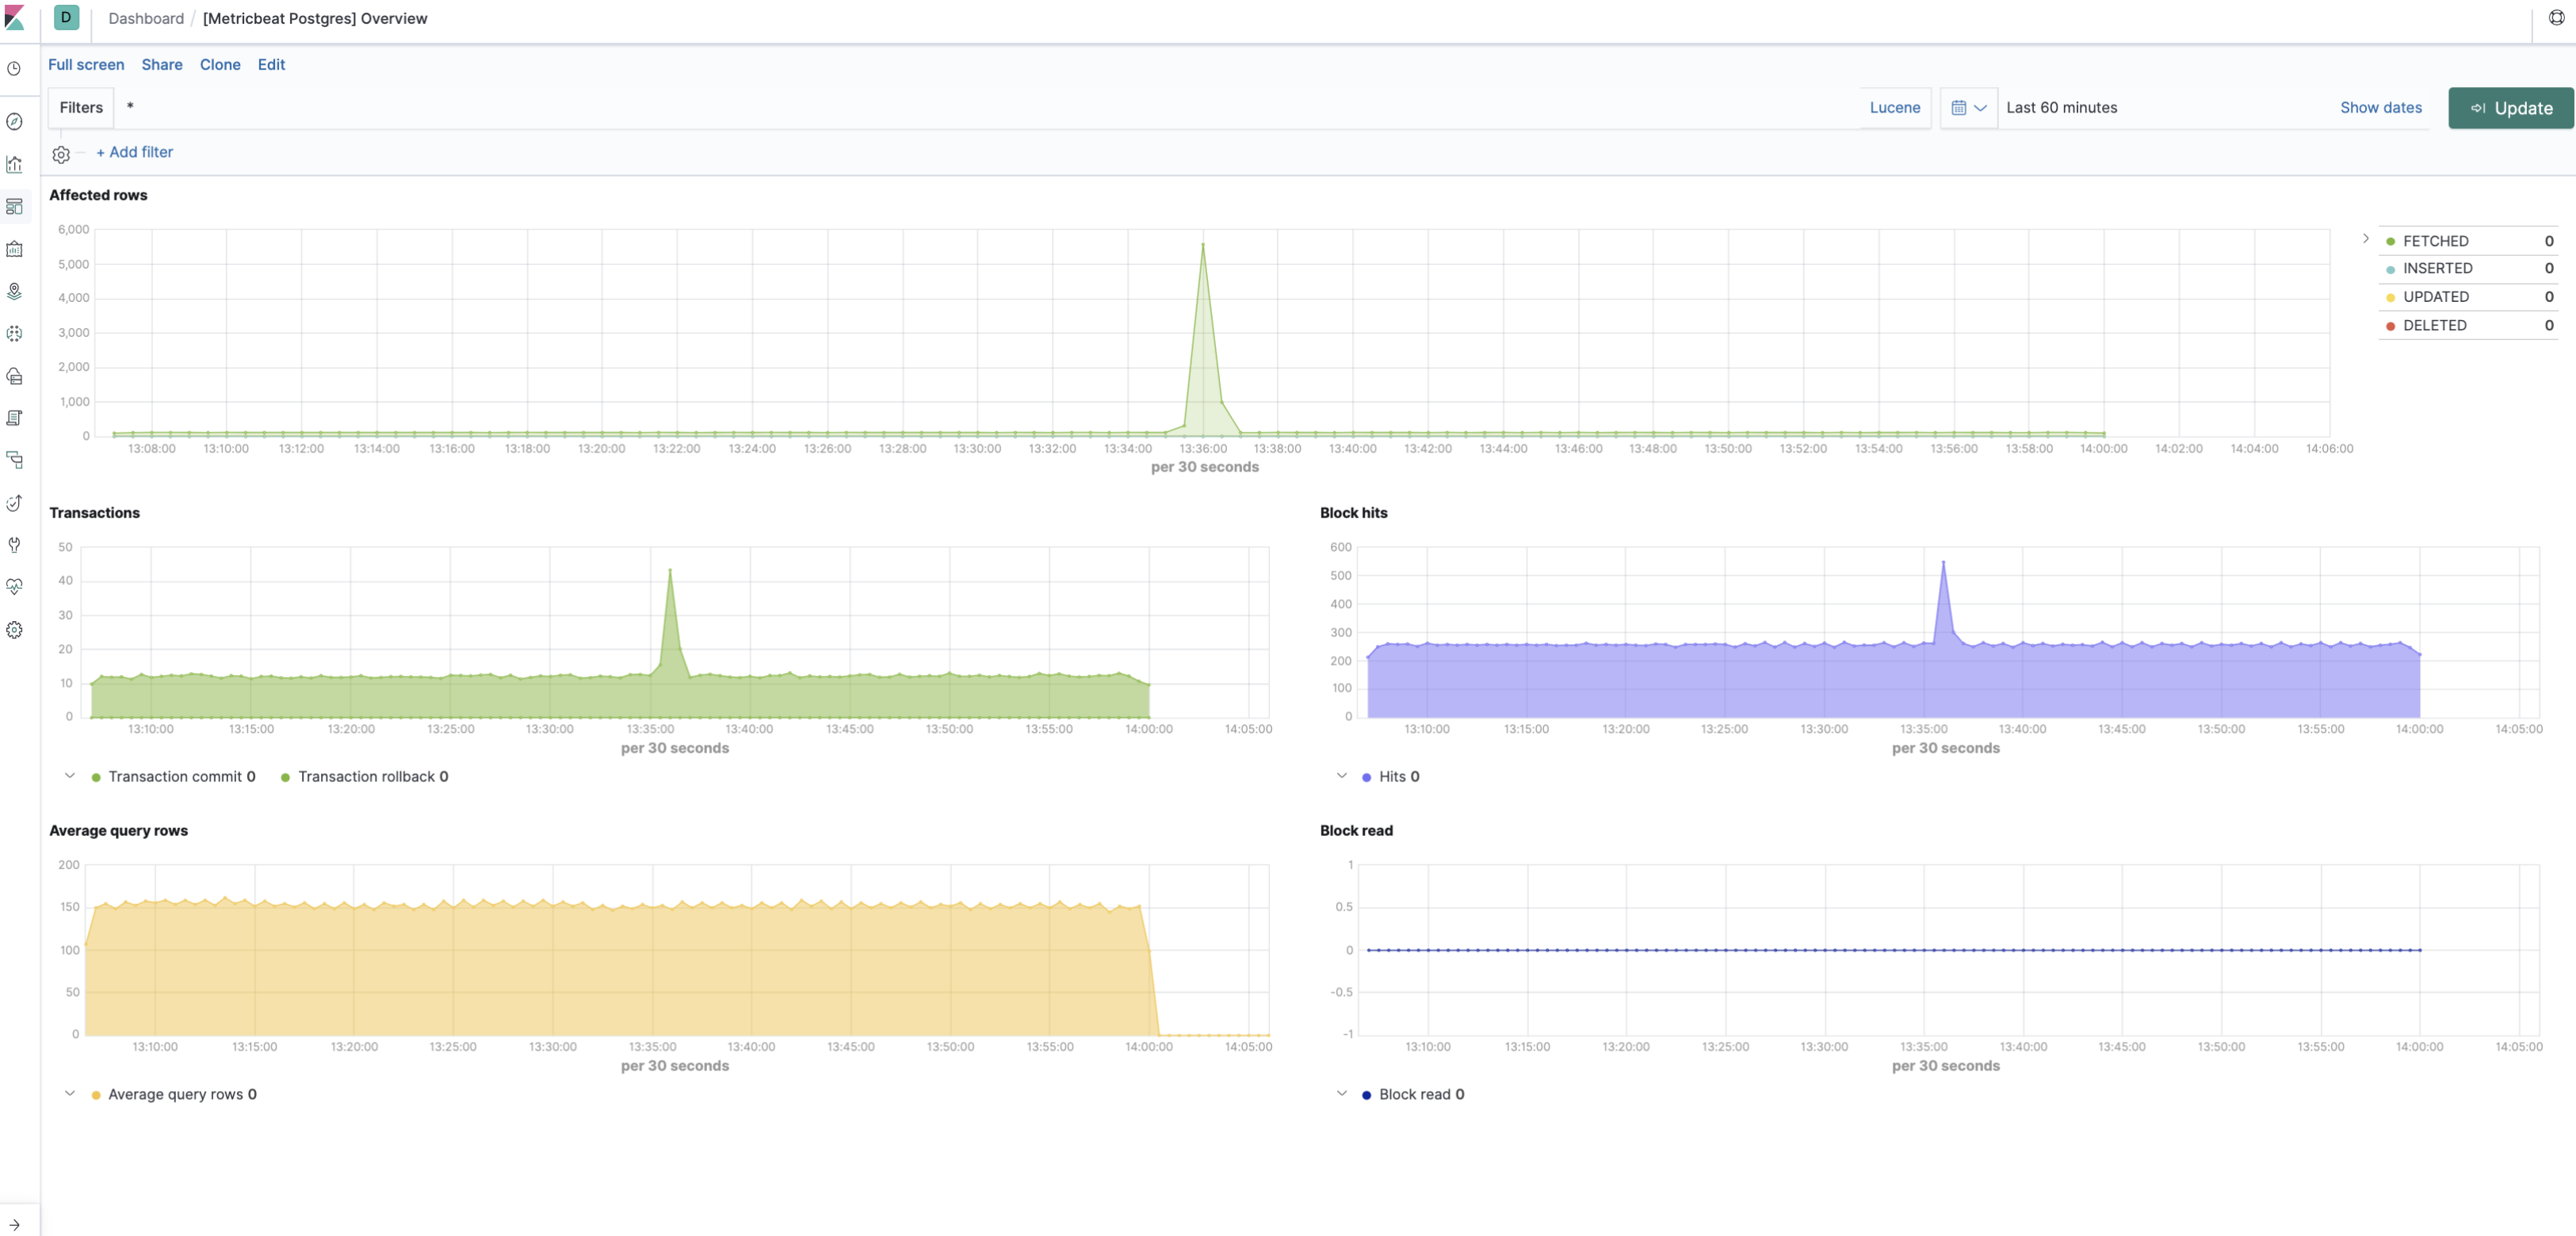 D Dashboard / [Metricbeat Postgres] Overview
Full screen Share Clone Edit
Filters * Lucene Last 60 minutes Show dates Update
+ Add filter
Affected rows
6,000
5,000
4,000
3,000
2,000
1,000
0
13:08:00 13:10:00 13:12:00 13:14:00 13:16:00 13:18:00 13:20:00 13:22:00 13:24:00 13:26:00 13:28:00 13:30:00 13:32:00 13:34:00 13:36:00 13:38:00 13:40:00 13:42:00 13:44:00 13:46:00 13:48:00 13:50:00 13:52:00 13:54:00 13:56:00 13:58:00 14:00:00 14:02:00 14:04:00 14:06:00
per 30 seconds
FETCHED 0
INSERTED 0
UPDATED 0
DELETED 0
Transactions
50
40
30
20
10
0
13:10:00 13:15:00 13:20:00 13:25:00 13:30:00 13:35:00 13:40:00 13:45:00 13:50:00 13:55:00 14:00:00 14:05:00
per 30 seconds
Transaction commit 0 Transaction rollback 0
Block hits
600
500
400
300
200
100
0
13:10:00 13:15:00 13:20:00 13:25:00 13:30:00 13:35:00 13:40:00 13:45:00 13:50:00 13:55:00 14:00:00 14:05:00
per 30 seconds
Hits 0
Average query rows
200
150
100
50
0
13:10:00 13:15:00 13:20:00 13:25:00 13:30:00 13:35:00 13:40:00 13:45:00 13:50:00 13:55:00 14:00:00 14:05:00
per 30 seconds
Average query rows 0
Block read
1
0.5
0
-0.5
-1
13:10:00 13:15:00 13:20:00 13:25:00 13:30:00 13:35:00 13:40:00 13:45:00 13:50:00 13:55:00 14:00:00 14:05:00
per 30 seconds
Block read 0